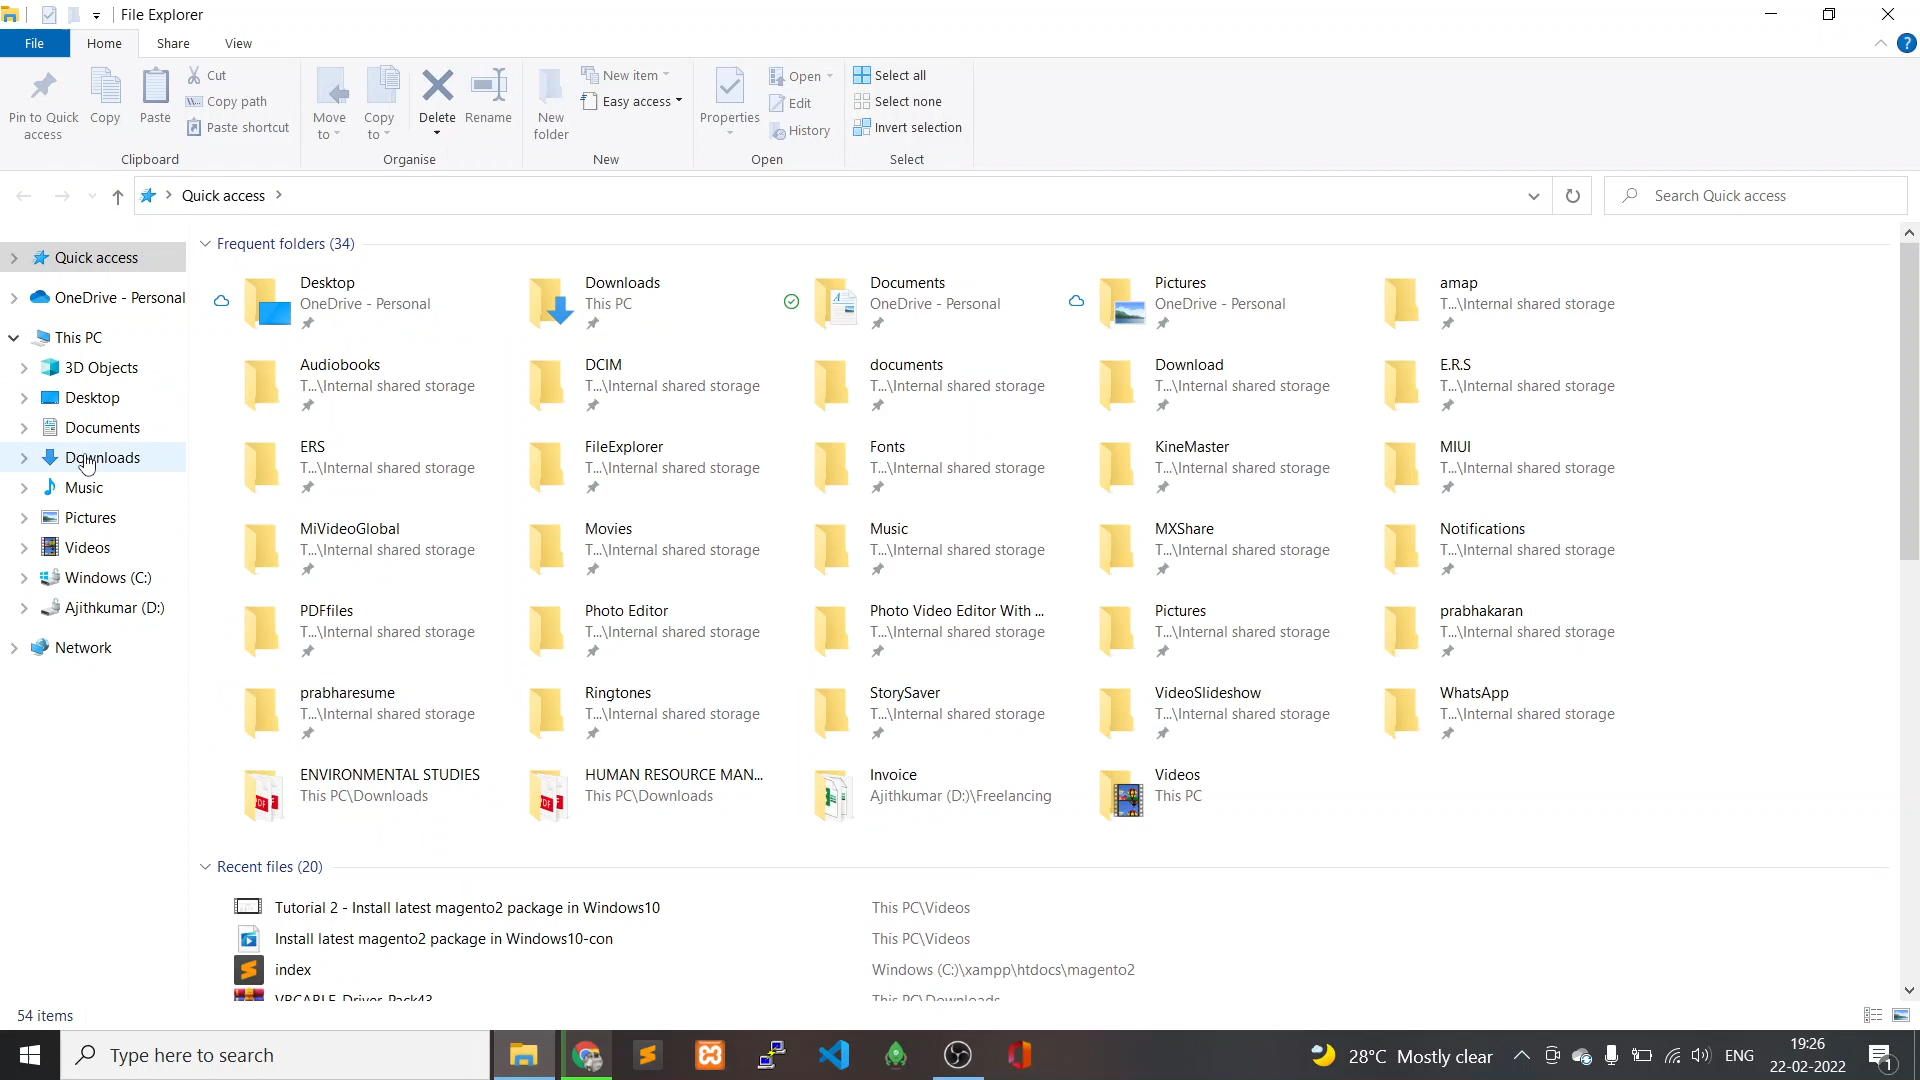 File Explorer
File Home Share View
Pin to Quick access
Copy
Paste
Cut
Copy path
Paste shortcut
Clipboard
Move to
Copy to
Delete
Rename
Organise
New folder
New item
Easy access
New
Properties
Open
Edit
History
Open
Select all
Select none
Invert selection
Select
Quick access
Search Quick access
Quick access
OneDrive - Personal
This PC
3D Objects
Desktop
Documents
Downloads
Music
Pictures
Videos
Windows (C:)
Ajithkumar (D:)
Network
Frequent folders (34)
Desktop
OneDrive - Personal
Downloads
This PC
Documents
OneDrive - Personal
Pictures
OneDrive - Personal
amap
T...\Internal shared storage
Audiobooks
T...\Internal shared storage
DCIM
T...\Internal shared storage
documents
T...\Internal shared storage
Download
T...\Internal shared storage
E.R.S
T...\Internal shared storage
ERS
T...\Internal shared storage
FileExplorer
T...\Internal shared storage
Fonts
T...\Internal shared storage
KineMaster
T...\Internal shared storage
MIUI
T...\Internal shared storage
MiVideoGlobal
T...\Internal shared storage
Movies
T...\Internal shared storage
Music
T...\Internal shared storage
MXShare
T...\Internal shared storage
Notifications
T...\Internal shared storage
PDFfiles
T...\Internal shared storage
Photo Editor
T...\Internal shared storage
Photo Video Editor With ...
T...\Internal shared storage
Pictures
T...\Internal shared storage
prabhakaran
T...\Internal shared storage
prabharesume
T...\Internal shared storage
Ringtones
T...\Internal shared storage
StorySaver
T...\Internal shared storage
VideoSlideshow
T...\Internal shared storage
WhatsApp
T...\Internal shared storage
ENVIRONMENTAL STUDIES
This PC\Downloads
HUMAN RESOURCE MAN...
This PC\Downloads
Invoice
Ajithkumar (D:)\Freelancing
Videos
This PC
Recent files (20)
Tutorial 2 - Install latest magento2 package in Windows10 This PC\Videos
Install latest magento2 package in Windows10-con This PC\Videos
index Windows (C:)\xampp\htdocs\magento2
VBCABLE_Driver_Pack43 This PC\Downloads
54 items
Type here to search
28°C Mostly clear
ENG
19:26
22-02-2022
1